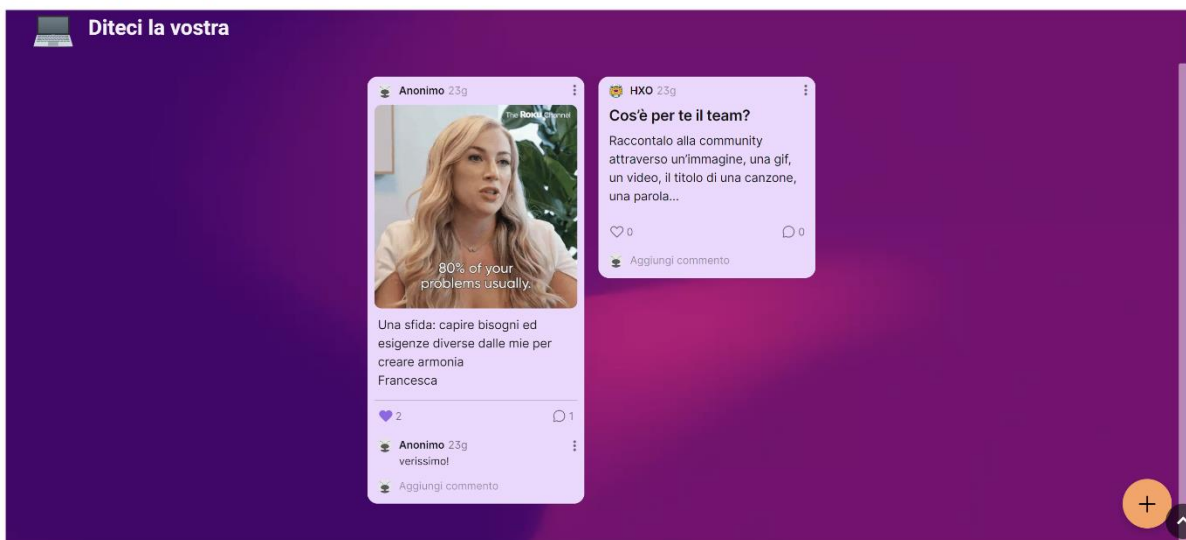 Diteci la vostra
Anonimo 23g
The Roku Channel
80% of your
problems usually.
Una sfida: capire bisogni ed
esigenze diverse dalle mie per
creare armonia
Francesca
2
1
Anonimo 23g
verissimo!
Aggiungi commento
HXO 23g
Cos'è per te il team?
Raccontalo alla community
attraverso un'immagine, una gif,
un video, il titolo di una canzone,
una parola...
0
0
Aggiungi commento